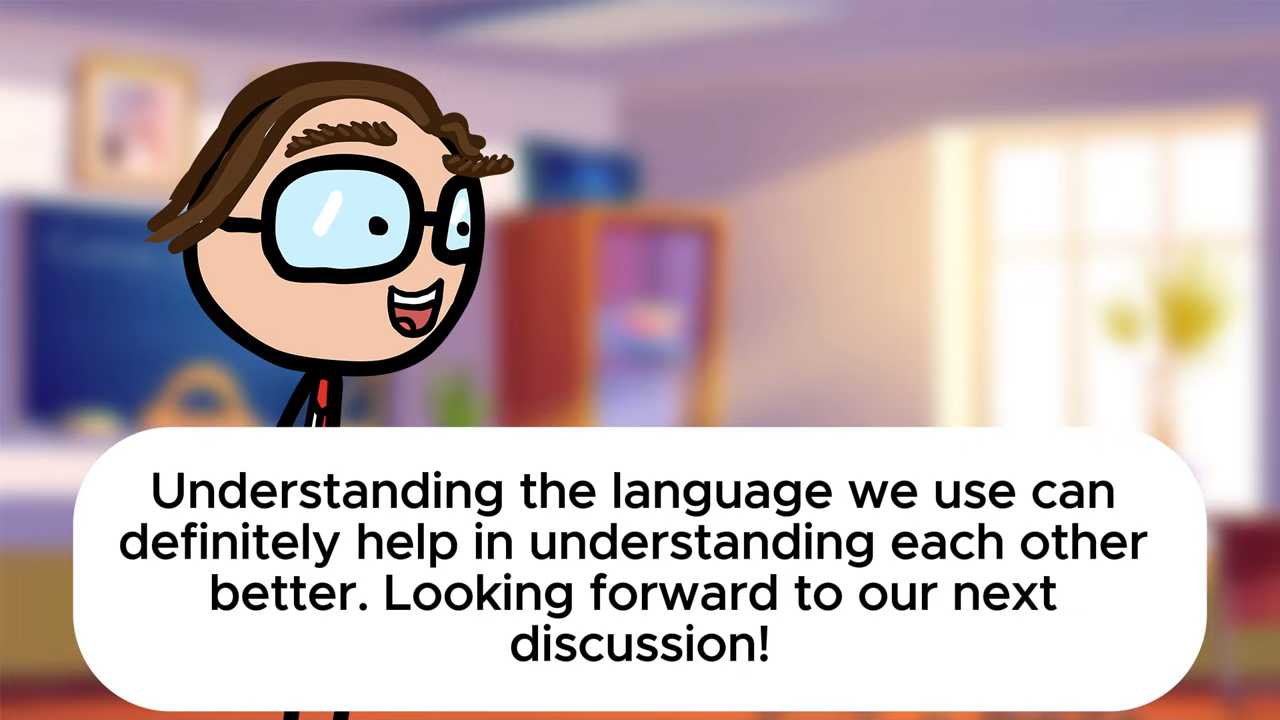 Understanding the language we use can
definitely help in understanding each other
better. Looking forward to our next
discussion!